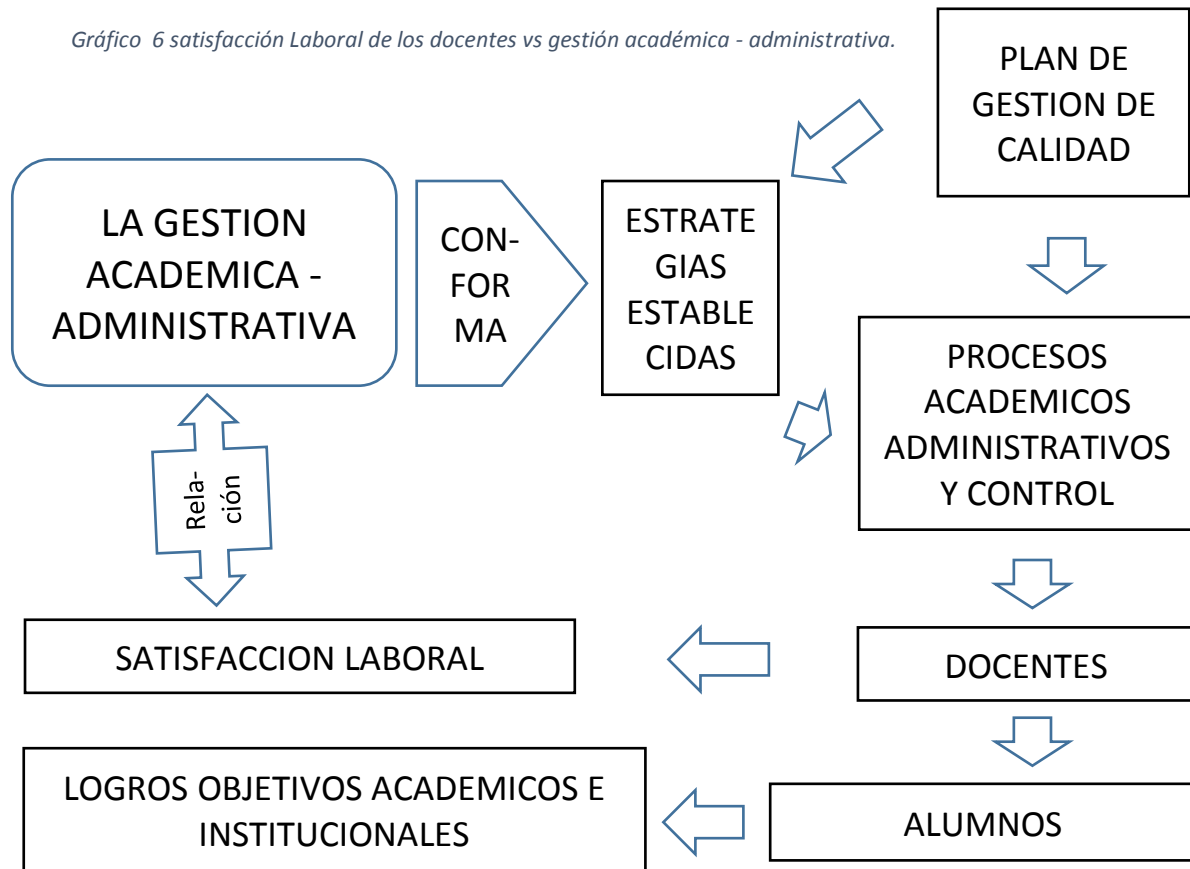 Gráfico 6 satisfacción Laboral de los docentes vs gestión académica - administrativa.
PLAN DE
GESTION DE
CALIDAD
LA GESTION
ACADEMICA -
ADMINISTRATIVA
CON-
FOR
MA
ESTRATE
GIAS
ESTABLE
CIDAS
PROCESOS
ACADEMICOS
ADMINISTRATIVOS
Y CONTROL
Rela-
ción
SATISFACCION LABORAL
DOCENTES
LOGROS OBJETIVOS ACADEMICOS E
INSTITUCIONALES
ALUMNOS